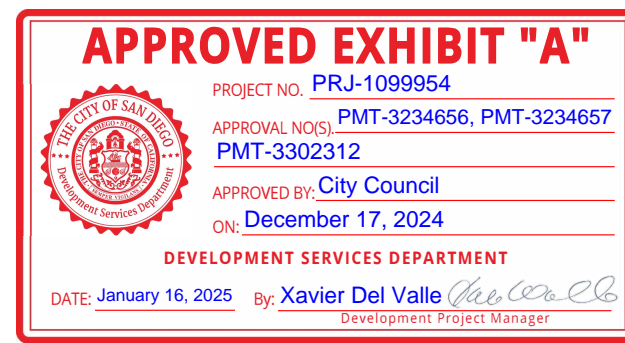 APPROVED EXHIBIT "A"
THE CITY OF SAN DIEGO
Development Services Department
PROJECT NO. PRJ-1099954
APPROVAL NO(S). PMT-3234656, PMT-3234657
PMT-3302312
APPROVED BY: City Council
ON: December 17, 2024
DEVELOPMENT SERVICES DEPARTMENT
DATE: January 16, 2025 By: Xavier Del Valle
Development Project Manager